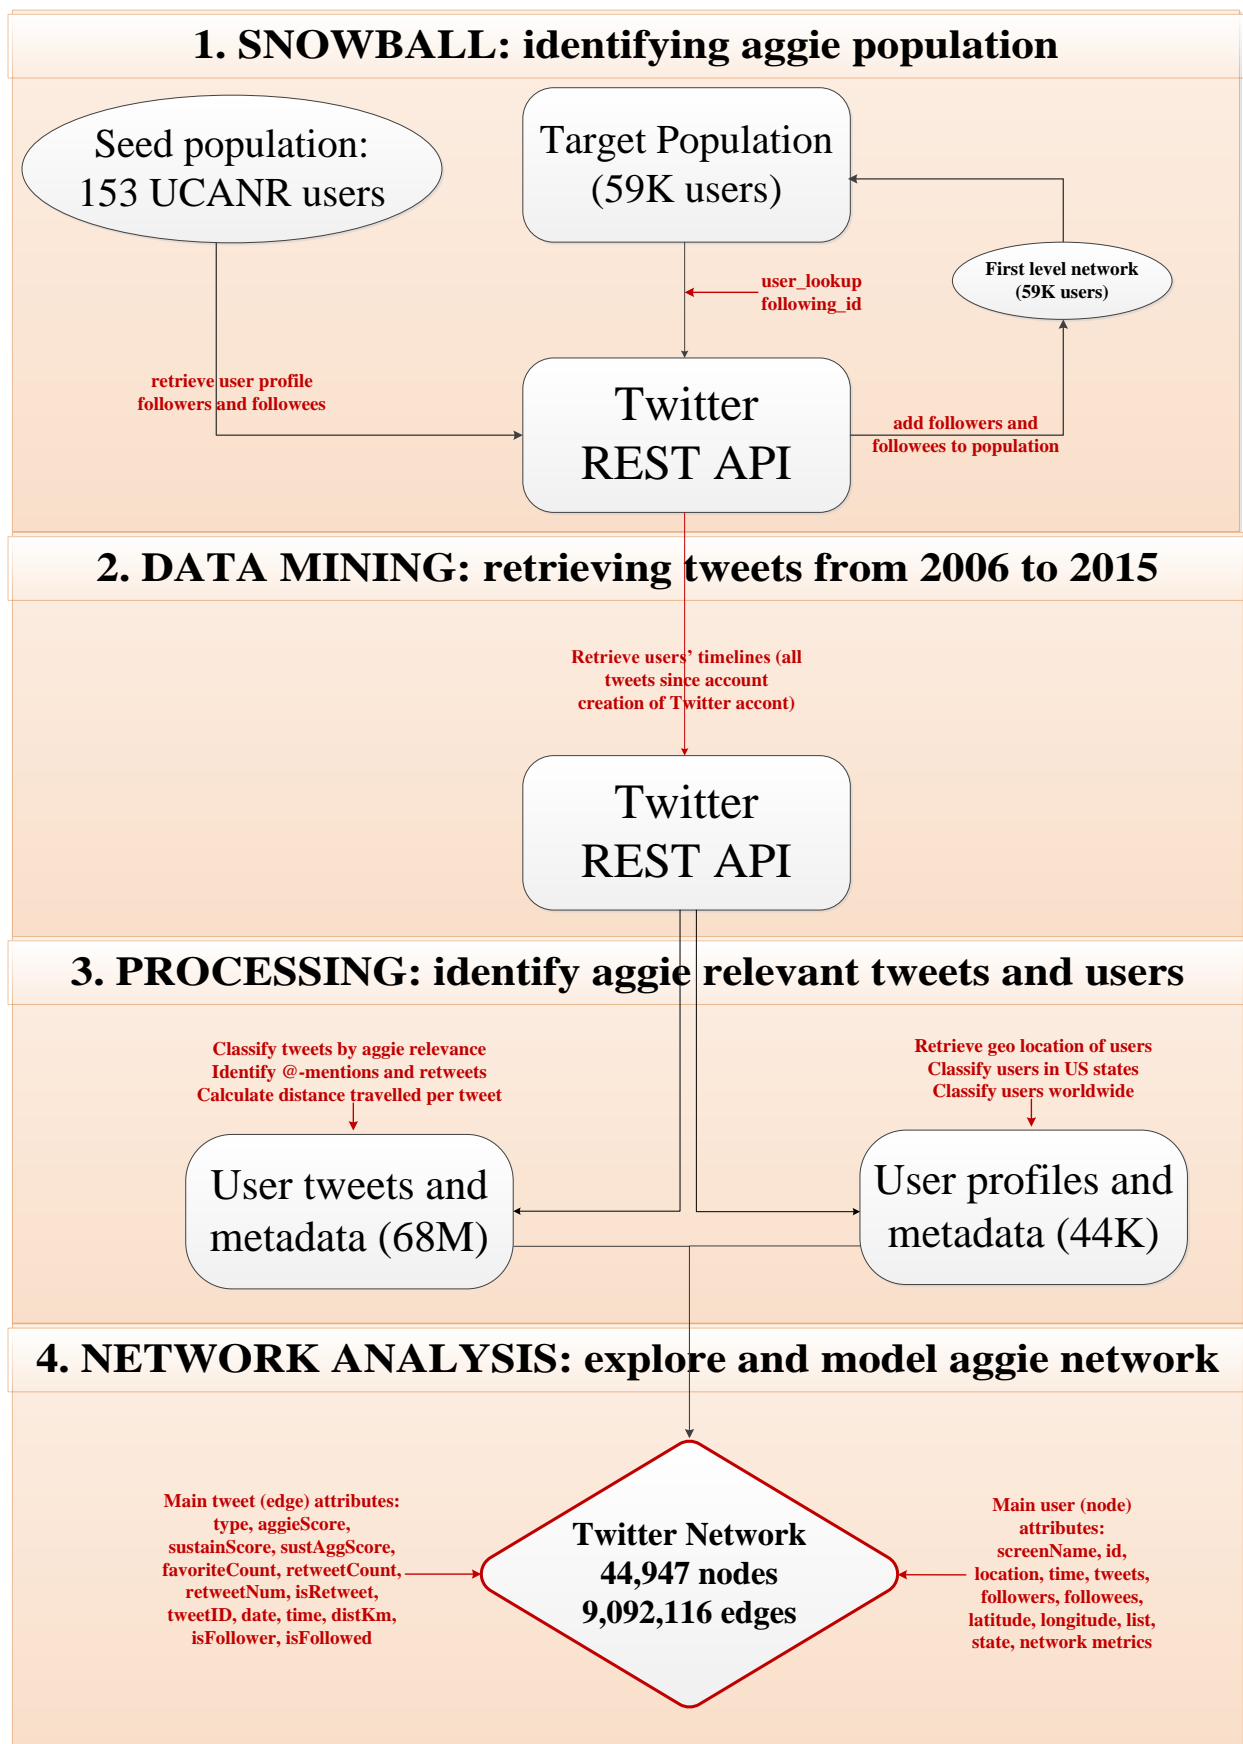 1. SNOWBALL: identifying aggie population
Seed population:
153 UCANR users
Target Population
(59K users)
First level network
(59K users)
user_lookup
following_id
retrieve user profile
followers and followees
Twitter
REST API
add followers and
followees to population
2. DATA MINING: retrieving tweets from 2006 to 2015
Retrieve users’ timelines (all
tweets since account
creation of Twitter accont)
Twitter
REST API
3. PROCESSING: identify aggie relevant tweets and users
Classify tweets by aggie relevance
Identify @-mentions and retweets
Calculate distance travelled per tweet
Retrieve geo location of users
Classify users in US states
Classify users worldwide
User tweets and
metadata (68M)
User profiles and
metadata (44K)
4. NETWORK ANALYSIS: explore and model aggie network
Main tweet (edge) attributes:
type, aggieScore,
sustainScore, sustAggScore,
favoriteCount, retweetCount,
retweetNum, isRetweet,
tweetID, date, time, distKm,
isFollower, isFollowed
Twitter Network
44,947 nodes
9,092,116 edges
Main user (node)
attributes:
screenName, id,
location, time, tweets,
followers, followees,
latitude, longitude, list,
state, network metrics